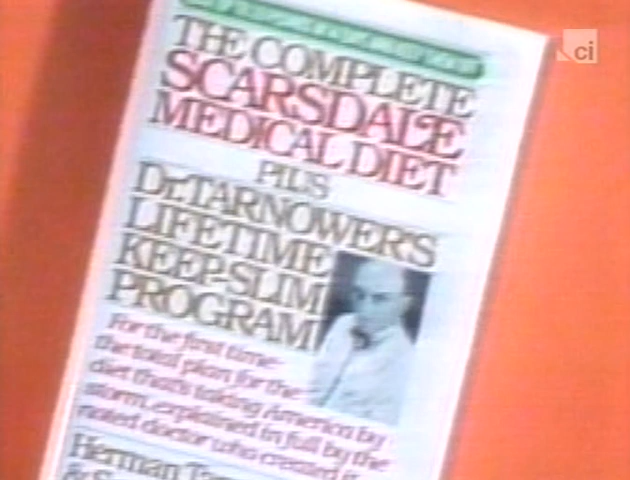 ci
THE COMPLETE
SCARSDALE
MEDICAL DIET
PLUS
Dr. TARNOWER'S
LIFETIME
KEEP-SLIM
PROGRAM
For the first time—
the total plan for the
diet that's taking America by
storm, explained in full by the
noted doctor who created it
Herman
&